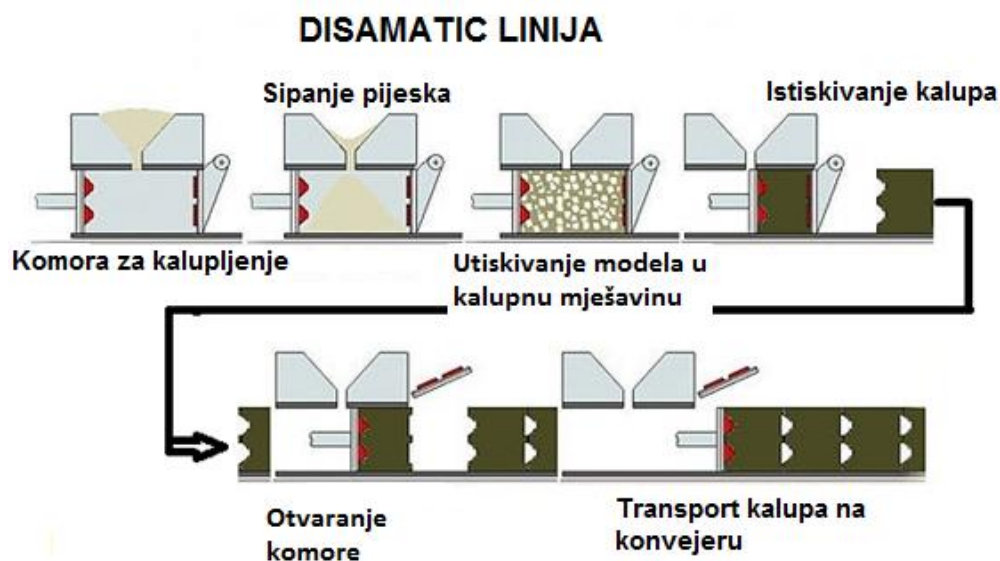 DISAMATIC LINIJA
Sipanje pijeska
Istiskivanje kalupa
Komora za kalupljenje
Utiskivanje modela u
kalupnu mješavinu
Otvaranje
komore
Transport kalupa na
konvejeru